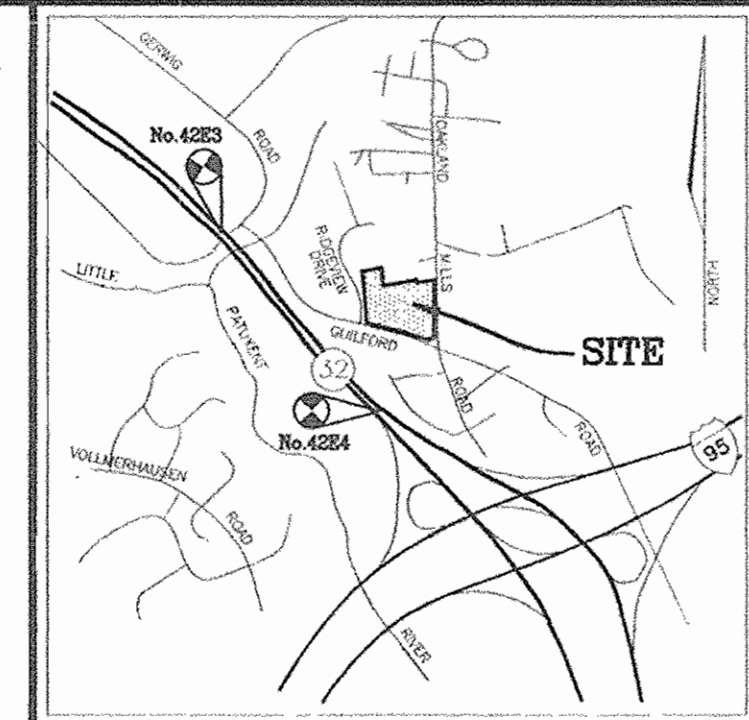 GERWIG
ROAD
No.42E3
OAKLAND
MILLS
ROAD
RIDGEVIEW
DRIVE
NORTH
LITTLE
PATUXENT
RIVER
GUILFORD
ROAD
SITE
32
No.42E4
VOLLMERHAUSEN
ROAD
95